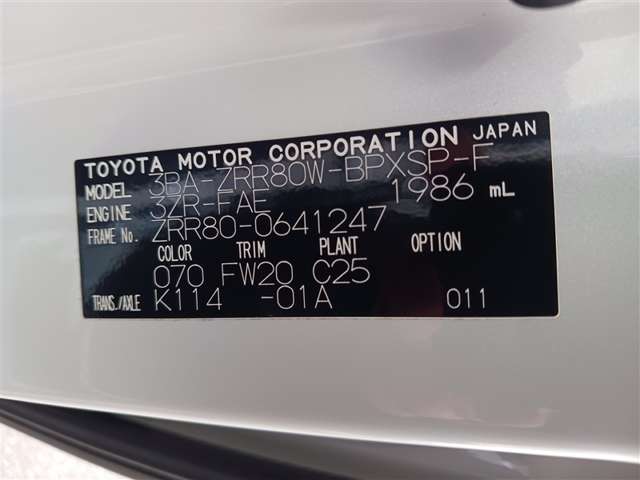 TOYOTA MOTOR CORPORATION JAPAN
MODEL 3BA-ZRR80W-BPXSP-F
ENGINE 3ZR-FAE 1986 mL
FRAME No. ZRR80-0641247
COLOR TRIM PLANT OPTION
070 FW20 C25
TRANS./AXLE K114 -01A 011